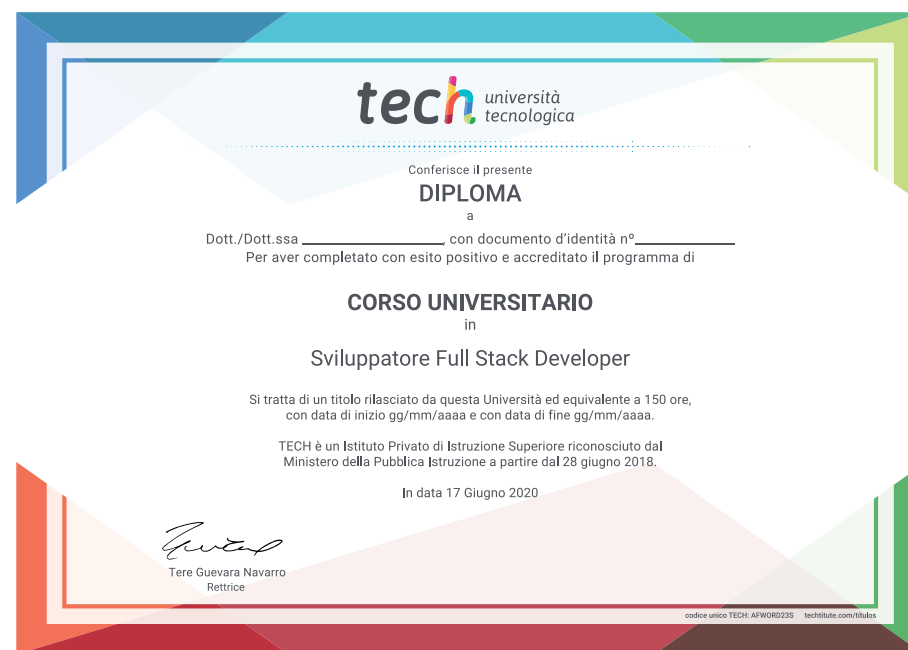 tech università
tecnologica
Conferisce il presente
DIPLOMA
a
Dott./Dott.ssa ____________________, con documento d'identità nº______________
Per aver completato con esito positivo e accreditato il programma di
CORSO UNIVERSITARIO
in
Sviluppatore Full Stack Developer
Si tratta di un titolo rilasciato da questa Università ed equivalente a 150 ore,
con data di inizio gg/mm/aaaa e con data di fine gg/mm/aaaa.
TECH è un Istituto Privato di Istruzione Superiore riconosciuto dal
Ministero della Pubblica Istruzione a partire dal 28 giugno 2018.
In data 17 Giugno 2020
Tere Guevara Navarro
Rettrice
codice unico TECH: AFWORD23S techtitute.com/títulos